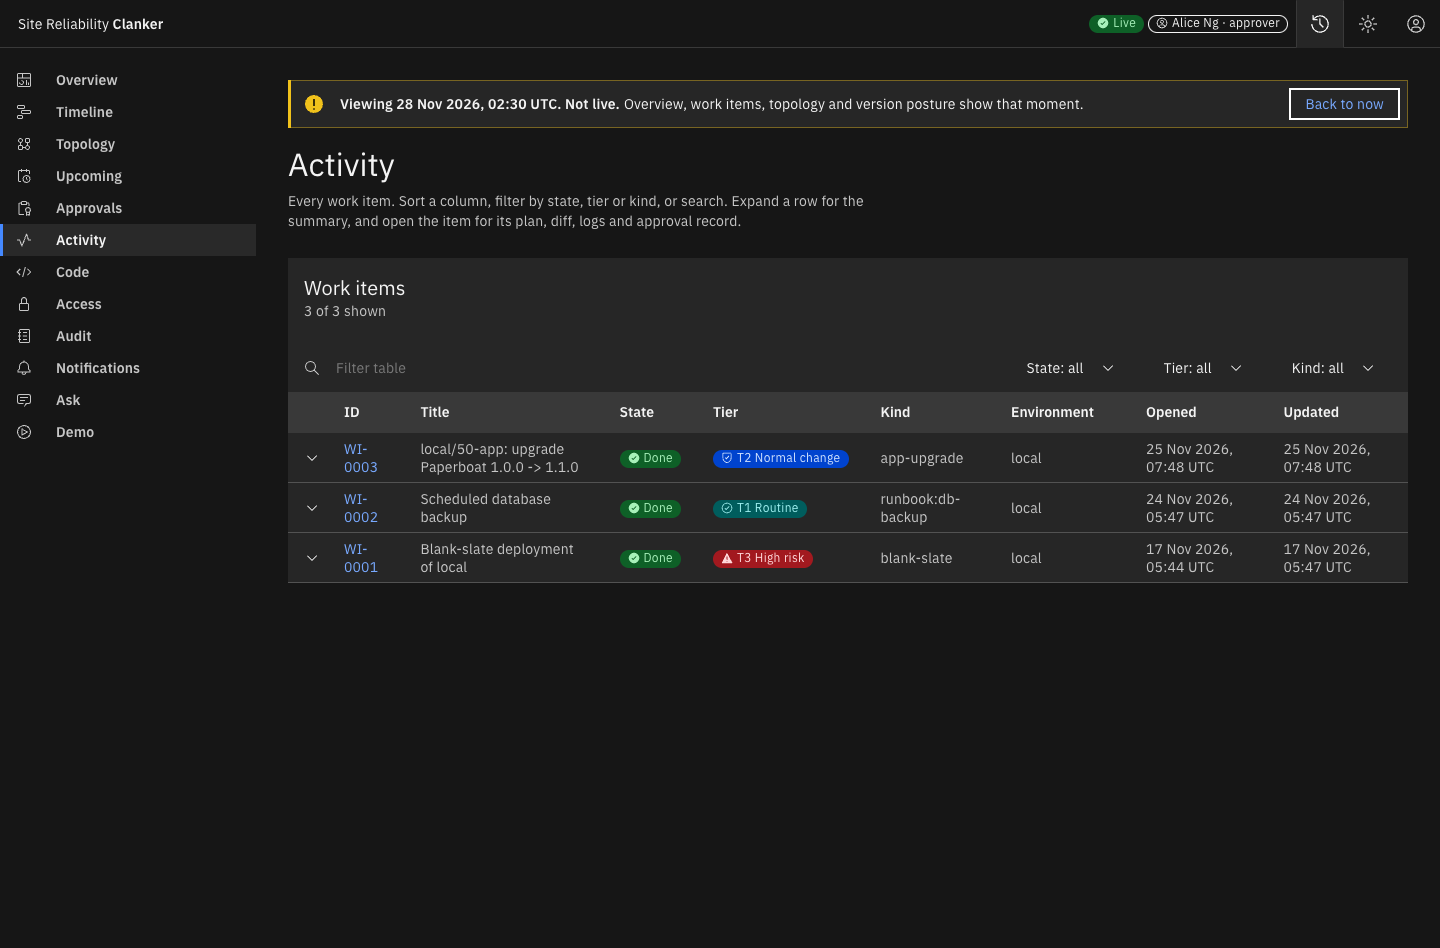 Site Reliability Clanker
Live
Alice Ng · approver
Overview
Timeline
Topology
Upcoming
Approvals
Activity
Code
Access
Audit
Notifications
Ask
Demo
Viewing 28 Nov 2026, 02:30 UTC. Not live. Overview, work items, topology and version posture show that moment.
Back to now
Activity
Every work item. Sort a column, filter by state, tier or kind, or search. Expand a row for the
summary, and open the item for its plan, diff, logs and approval record.
Work items
3 of 3 shown
Filter table
State: all
Tier: all
Kind: all
ID Title State Tier Kind Environment Opened Updated
WI-
0003
local/50-app: upgrade
Paperboat 1.0.0 -> 1.1.0
Done
T2 Normal change
app-upgrade
local
25 Nov 2026,
07:48 UTC
25 Nov 2026,
07:48 UTC
WI-
0002
Scheduled database
backup
Done
T1 Routine
runbook:db-
backup
local
24 Nov 2026,
05:47 UTC
24 Nov 2026,
05:47 UTC
WI-
0001
Blank-slate deployment
of local
Done
T3 High risk
blank-slate
local
17 Nov 2026,
05:44 UTC
17 Nov 2026,
05:47 UTC